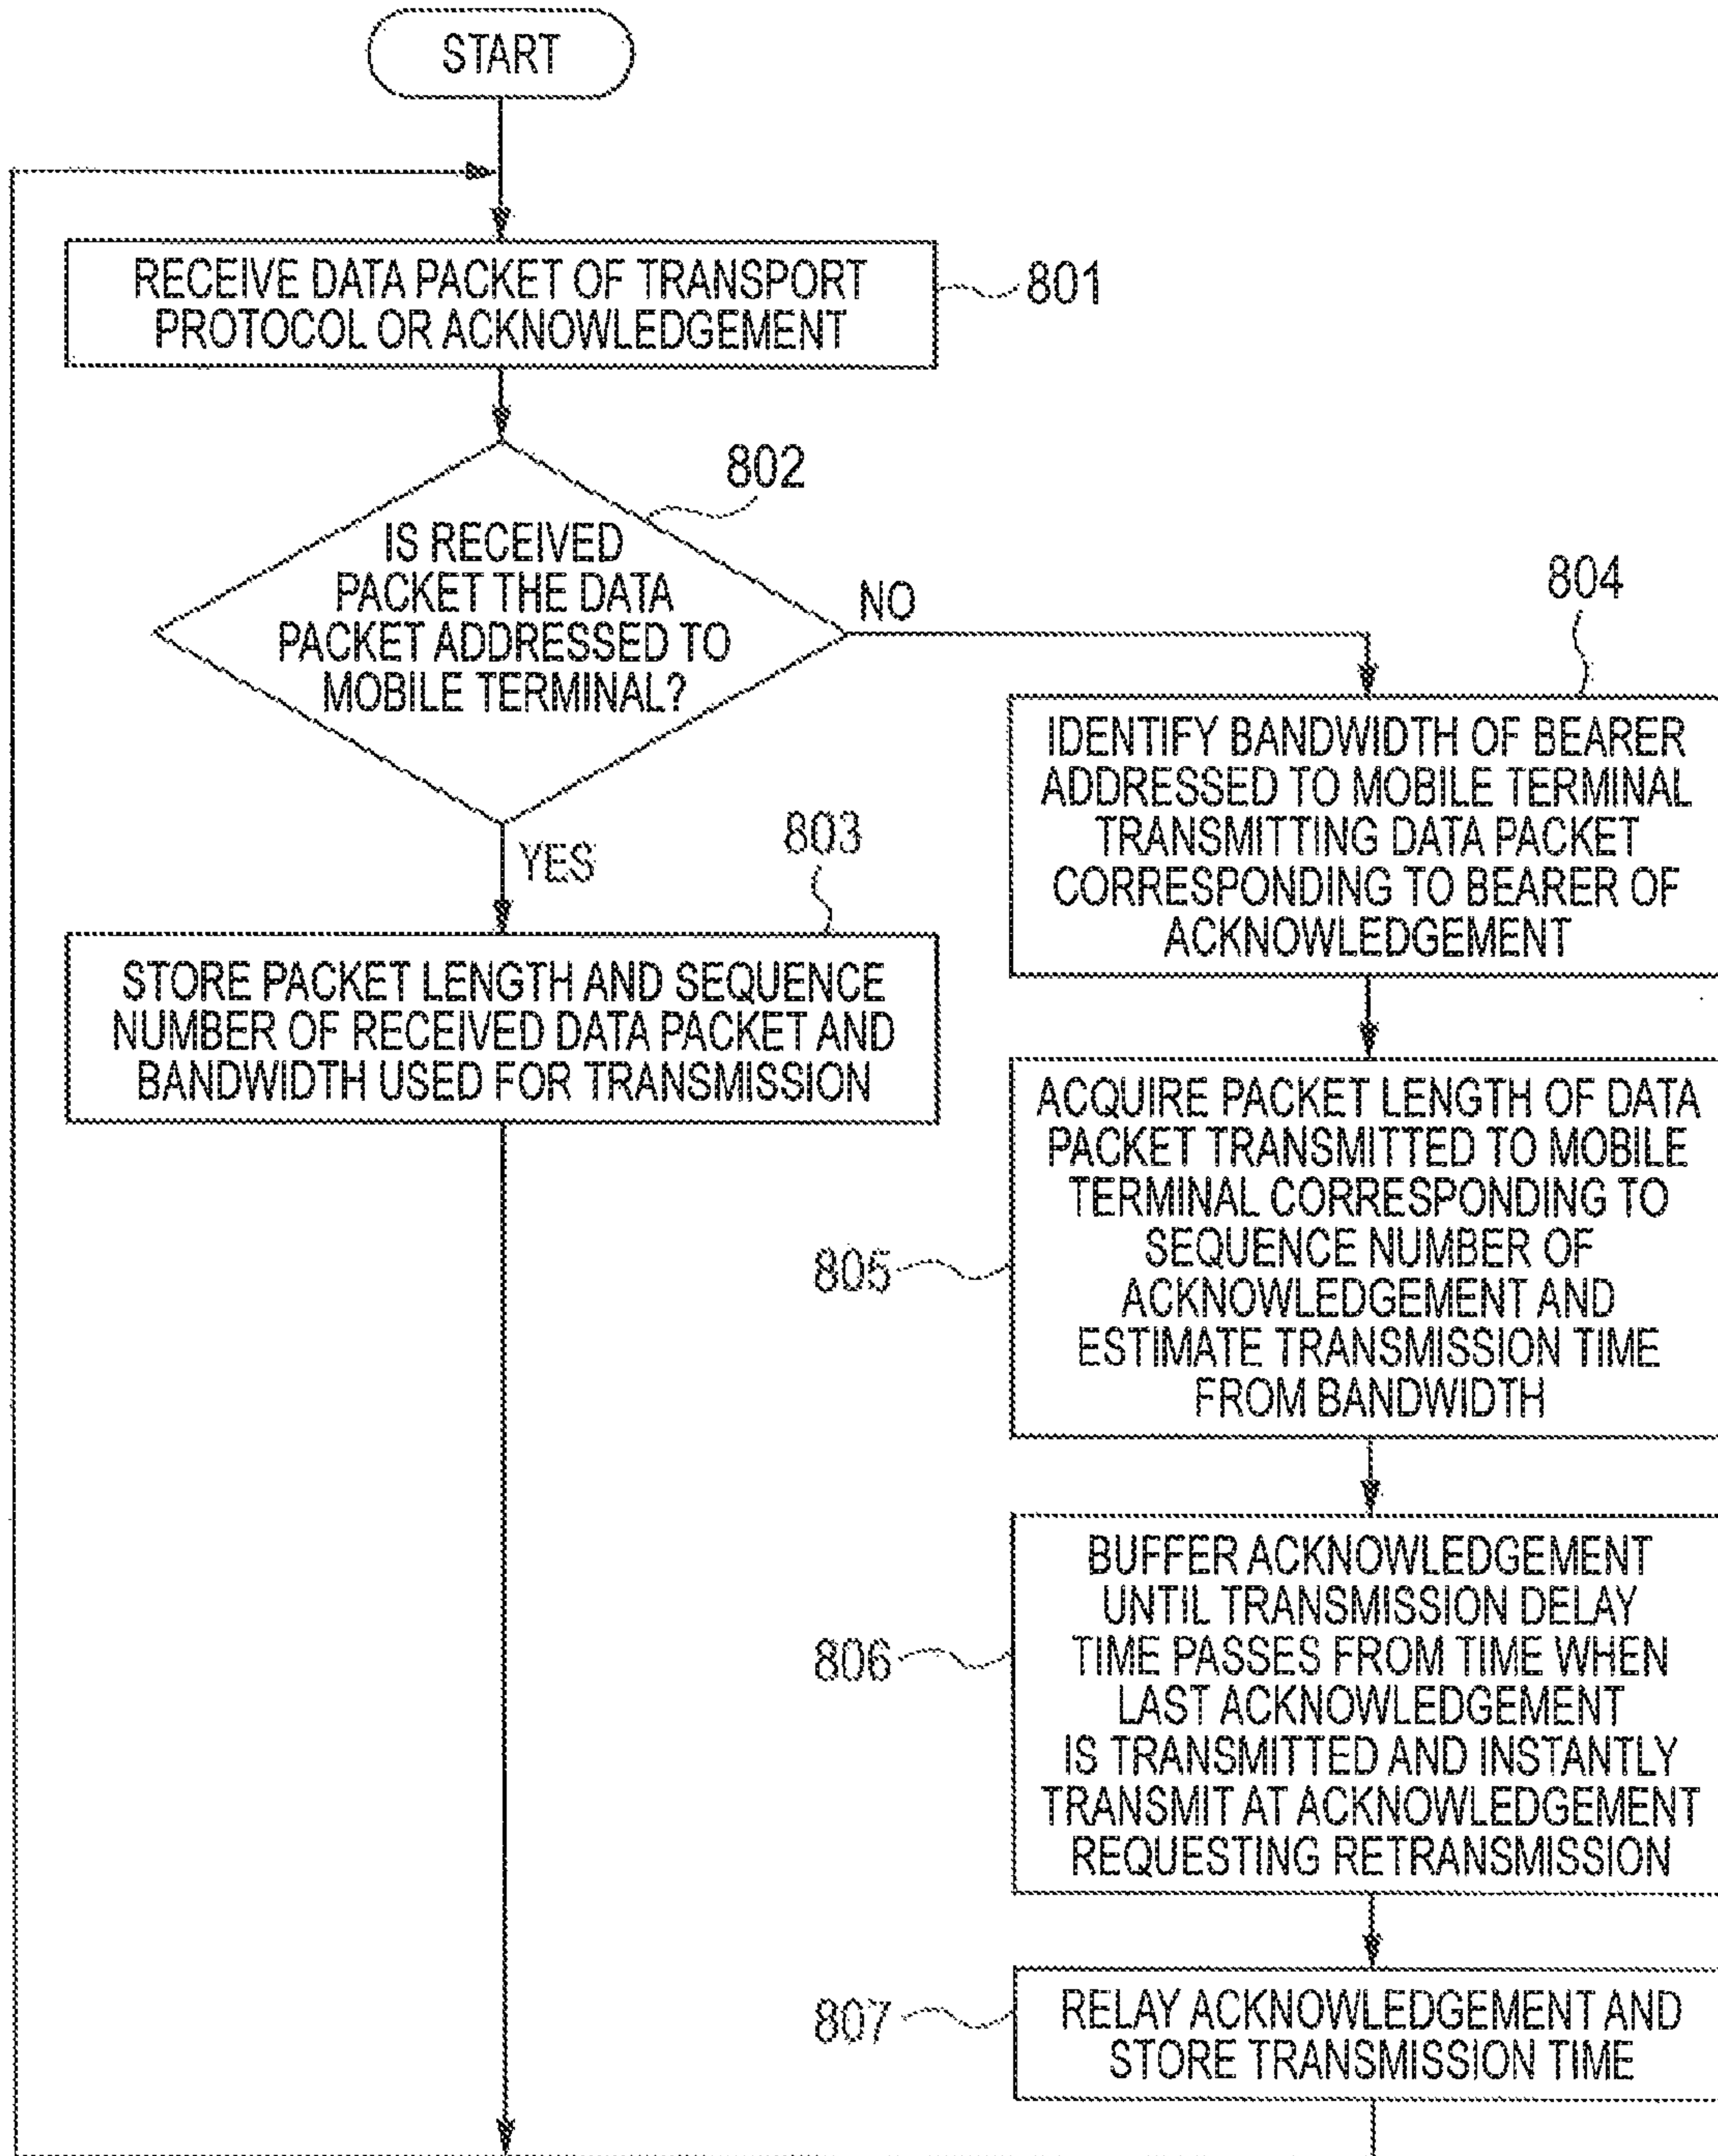 START
RECEIVE DATA PACKET OF TRANSPORT
PROTOCOL OR ACKNOWLEDGEMENT
801
802
IS RECEIVED
PACKET THE DATA
PACKET ADDRESSED TO
MOBILE TERMINAL?
NO
YES
803
STORE PACKET LENGTH AND SEQUENCE
NUMBER OF RECEIVED DATA PACKET AND
BANDWIDTH USED FOR TRANSMISSION
804
IDENTIFY BANDWIDTH OF BEARER
ADDRESSED TO MOBILE TERMINAL
TRANSMITTING DATA PACKET
CORRESPONDING TO BEARER OF
ACKNOWLEDGEMENT
805
ACQUIRE PACKET LENGTH OF DATA
PACKET TRANSMITTED TO MOBILE
TERMINAL CORRESPONDING TO
SEQUENCE NUMBER OF
ACKNOWLEDGEMENT AND
ESTIMATE TRANSMISSION TIME
FROM BANDWIDTH
806
BUFFER ACKNOWLEDGEMENT
UNTIL TRANSMISSION DELAY
TIME PASSES FROM TIME WHEN
LAST ACKNOWLEDGEMENT
IS TRANSMITTED AND INSTANTLY
TRANSMIT AT ACKNOWLEDGEMENT
REQUESTING RETRANSMISSION
807
RELAY ACKNOWLEDGEMENT AND
STORE TRANSMISSION TIME